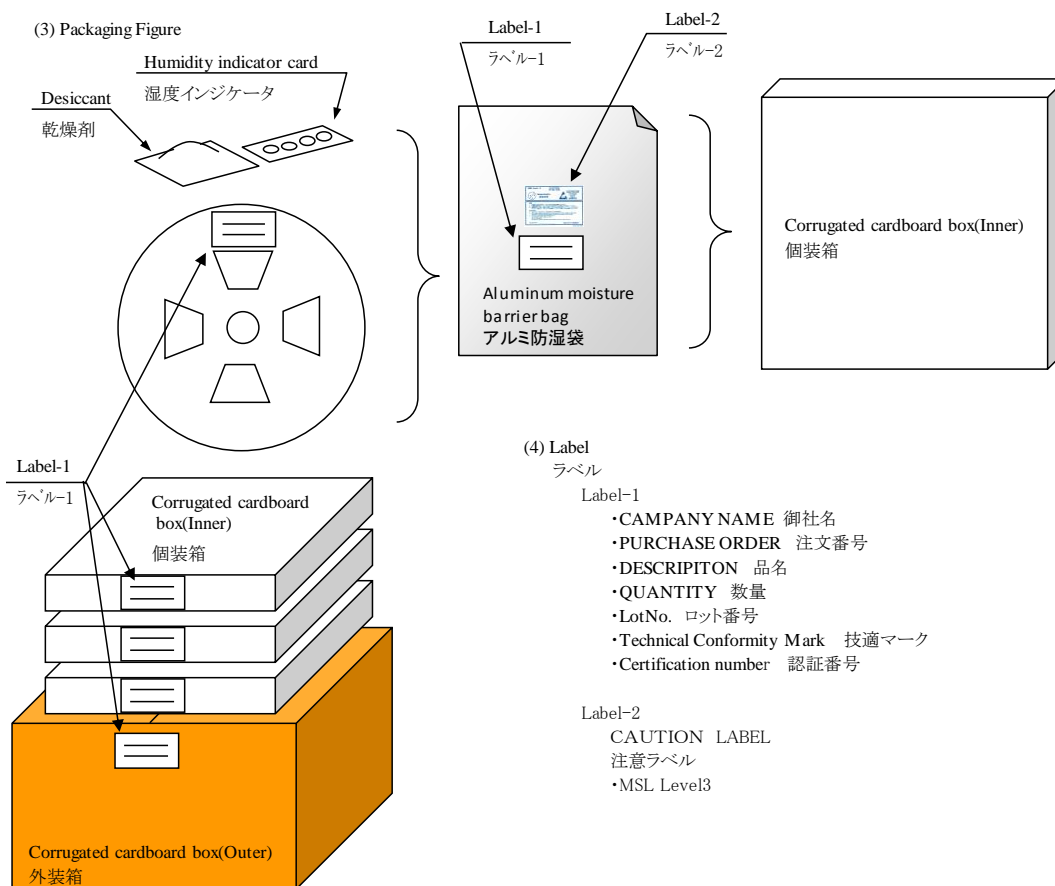 (3) Packaging Figure
Label-1
ラベル-1
Label-2
ラベル-2
Humidity indicator card
湿度インジケータ
Desiccant
乾燥剤
Aluminum moisture
barrier bag
アルミ防湿袋
Corrugated cardboard box(Inner)
個装箱
Label-1
ラベル-1
Corrugated cardboard
box(Inner)
個装箱
Corrugated cardboard box(Outer)
外装箱
(4) Label
ラベル
Label-1
・CAMPANY NAME 御社名
・PURCHASE ORDER 注文番号
・DESCRIPITON 品名
・QUANTITY 数量
・LotNo. ロット番号
・Technical Conformity Mark 技適マーク
・Certification number 認証番号
Label-2
CAUTION LABEL
注意ラベル
・MSL Level3